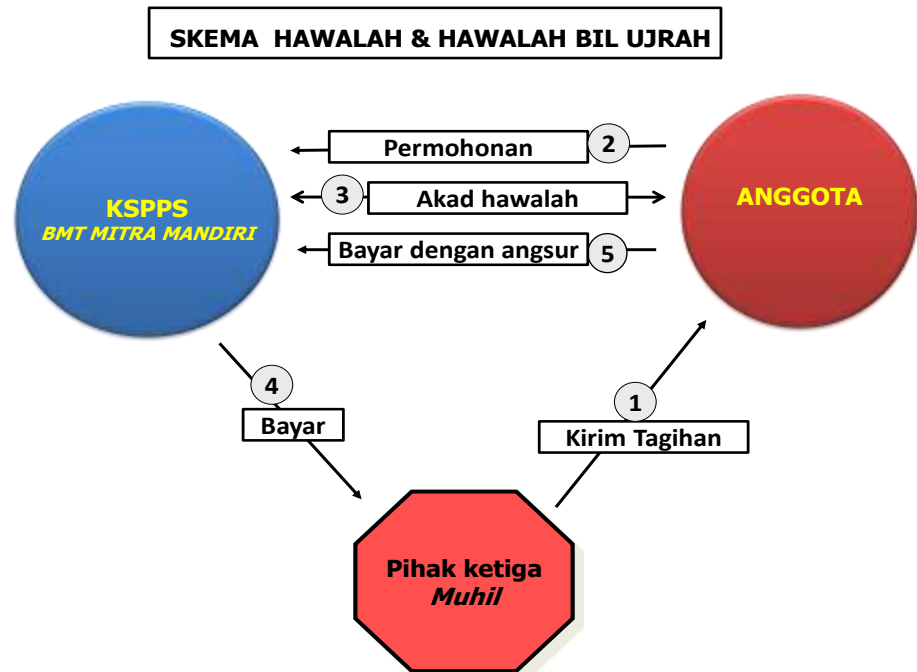 SKEMA HAWALAH & HAWALAH BIL UJRAH
Permohonan 2
3 Akad hawalah
Bayar dengan angsur 5
KSPPS
BMT MITRA MANDIRI
ANGGOTA
4
Bayar
1
Kirim Tagihan
Pihak ketiga
Muhil